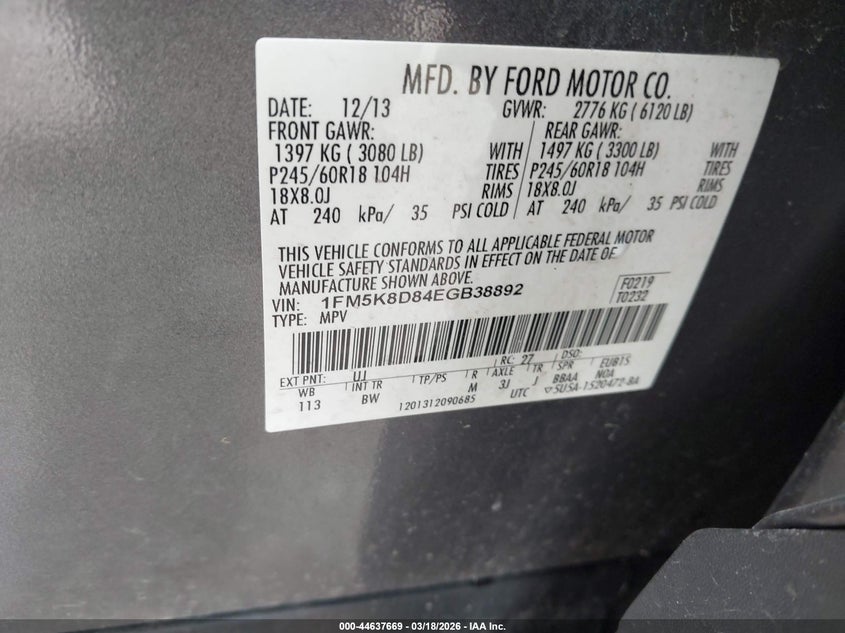 MFD. BY FORD MOTOR CO.
DATE: 12/13 GVWR: 2776 KG ( 6120 LB)
FRONT GAWR: REAR GAWR:
1397 KG ( 3080 LB) WITH 1497 KG ( 3300 LB) WITH
P245/60R18 104H TIRES P245/60R18 104H TIRES
18X8.0J RIMS 18X8.0J RIMS
AT 240 kPa/ 35 PSI COLD AT 240 kPa/ 35 PSI COLD
THIS VEHICLE CONFORMS TO ALL APPLICABLE FEDERAL MOTOR
VEHICLE SAFETY STANDARDS IN EFFECT ON THE DATE OF
MANUFACTURE SHOWN ABOVE.
VIN: 1FM5K8D84EGB38892 F0219
TYPE: MPV T0232
EXT PNT: UJ RC: 27 DSO:
WB INT TR TP/PS R AXLE TR SPR EUB15
113 BW M 3J J BBAA NOA
1201312090685 UTC ▽5U5A-1520472-BA
000-44637669 - 03/18/2026 - IAA Inc.